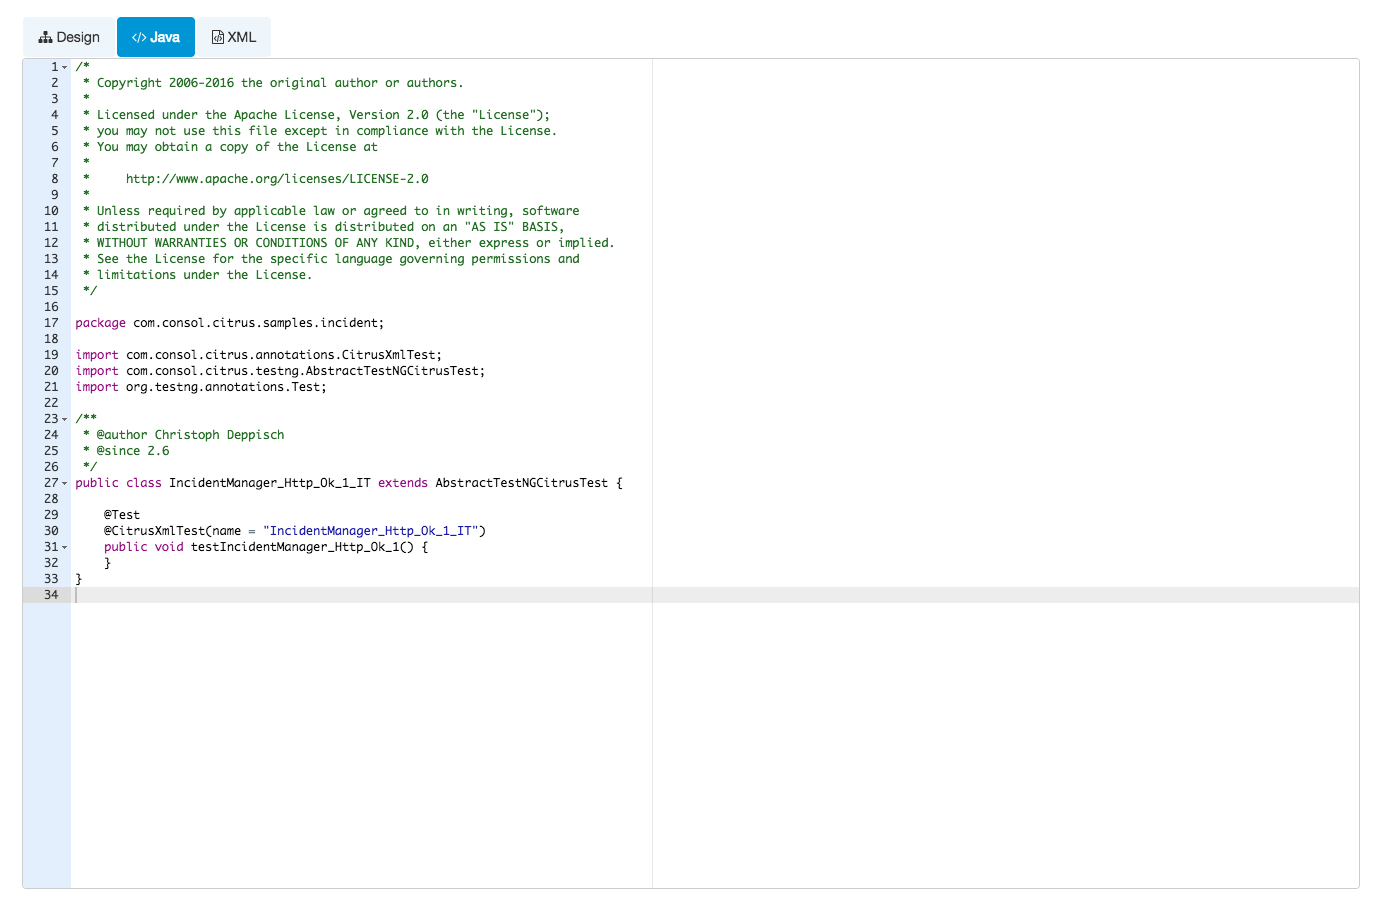 Design Java XML
1 /*
2  * Copyright 2006-2016 the original author or authors.
3  *
4  * Licensed under the Apache License, Version 2.0 (the "License");
5  * you may not use this file except in compliance with the License.
6  * You may obtain a copy of the License at
7  *
8  *     http://www.apache.org/licenses/LICENSE-2.0
9  *
10  * Unless required by applicable law or agreed to in writing, software
11  * distributed under the License is distributed on an "AS IS" BASIS,
12  * WITHOUT WARRANTIES OR CONDITIONS OF ANY KIND, either express or implied.
13  * See the License for the specific language governing permissions and
14  * limitations under the License.
15  */
16
17 package com.consol.citrus.samples.incident;
18
19 import com.consol.citrus.annotations.CitrusXmlTest;
20 import com.consol.citrus.testng.AbstractTestNGCitrusTest;
21 import org.testng.annotations.Test;
22
23 /**
24  * @author Christoph Deppisch
25  * @since 2.6
26  */
27 public class IncidentManager_Http_Ok_1_IT extends AbstractTestNGCitrusTest {
28
29     @Test
30     @CitrusXmlTest(name = "IncidentManager_Http_Ok_1_IT")
31     public void testIncidentManager_Http_Ok_1() {
32     }
33 }
34